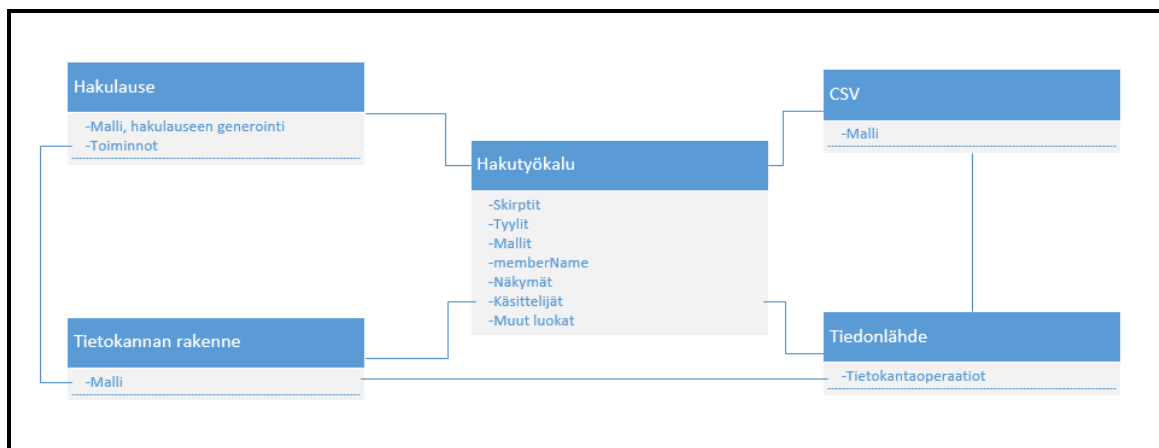 Hakulause
-Malli, hakulauseen generointi
-Toiminnot
CSV
-Malli
Hakutyökalu
-Skirptit
-Tyylit
-Mallit
-memberName
-Näkymät
-Käsittelijät
-Muut luokat
Tietokannan rakenne
-Malli
Tiedonlähde
-Tietokantaoperaatiot